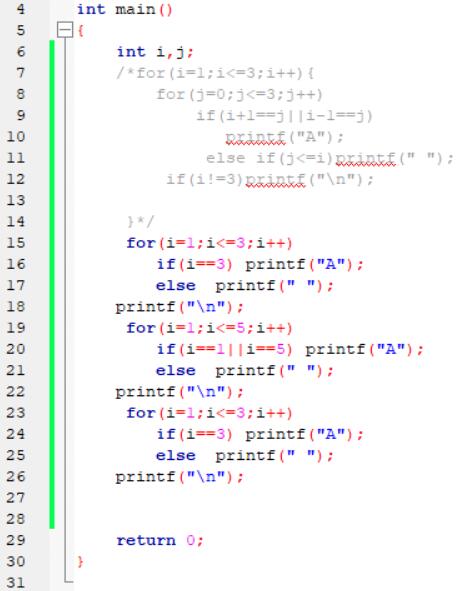 4 int main()
5 {
6 int i,j;
7 /*for(i=1;i<=3;i++){
8 for(j=0;j<=3;j++)
9 if(i+1==j||i-1==j)
10 printf("A");
11 else if(j<=i)printf(" ");
12 if(i!=3)printf("\n");
13
14 }*/
15 for(i=1;i<=3;i++)
16 if(i==3) printf("A");
17 else  printf(" ");
18 printf("\n");
19 for(i=1;i<=5;i++)
20 if(i==1||i==5) printf("A");
21 else  printf(" ");
22 printf("\n");
23 for(i=1;i<=3;i++)
24 if(i==3) printf("A");
25 else  printf(" ");
26 printf("\n");
27
28
29 return 0;
30 }
31